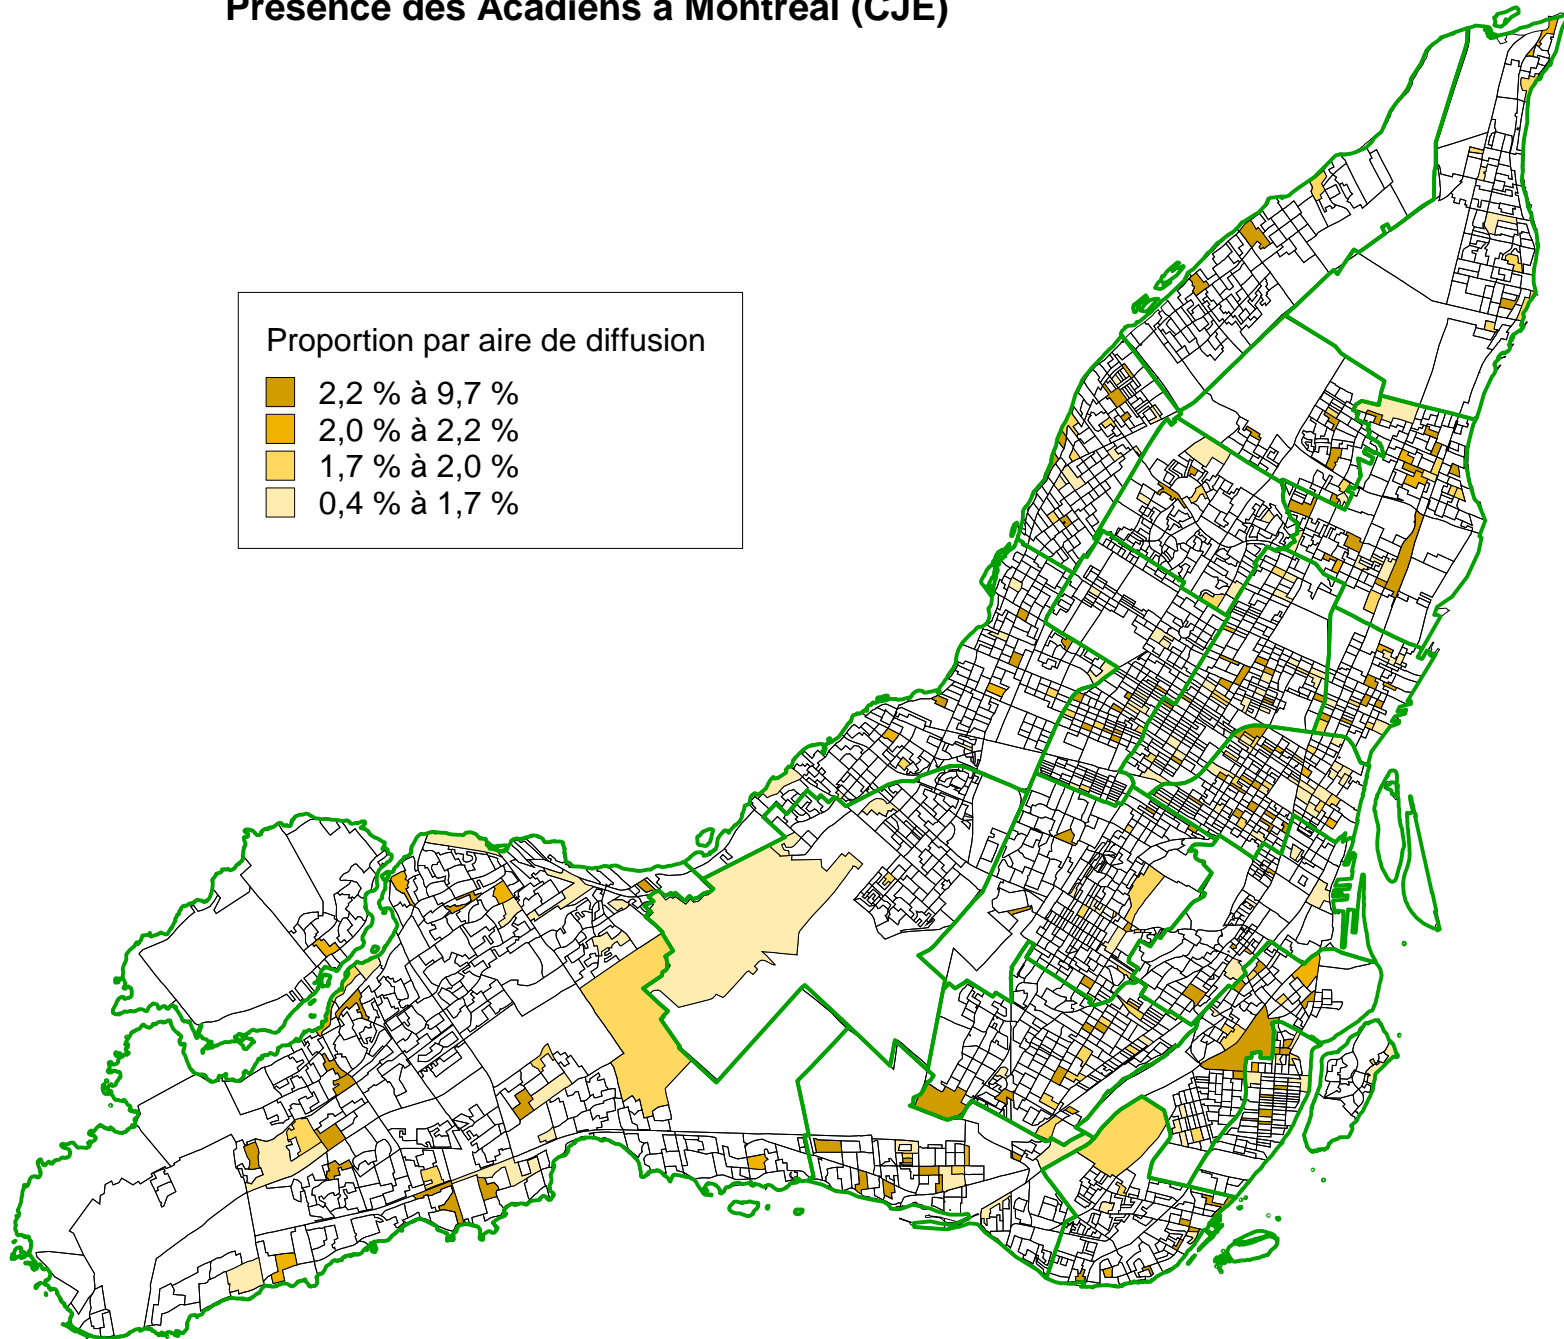 Présence des Acadiens à Montréal (CJE)
Proportion par aire de diffusion
2,2 % à 9,7 %
2,0 % à 2,2 %
1,7 % à 2,0 %
0,4 % à 1,7 %